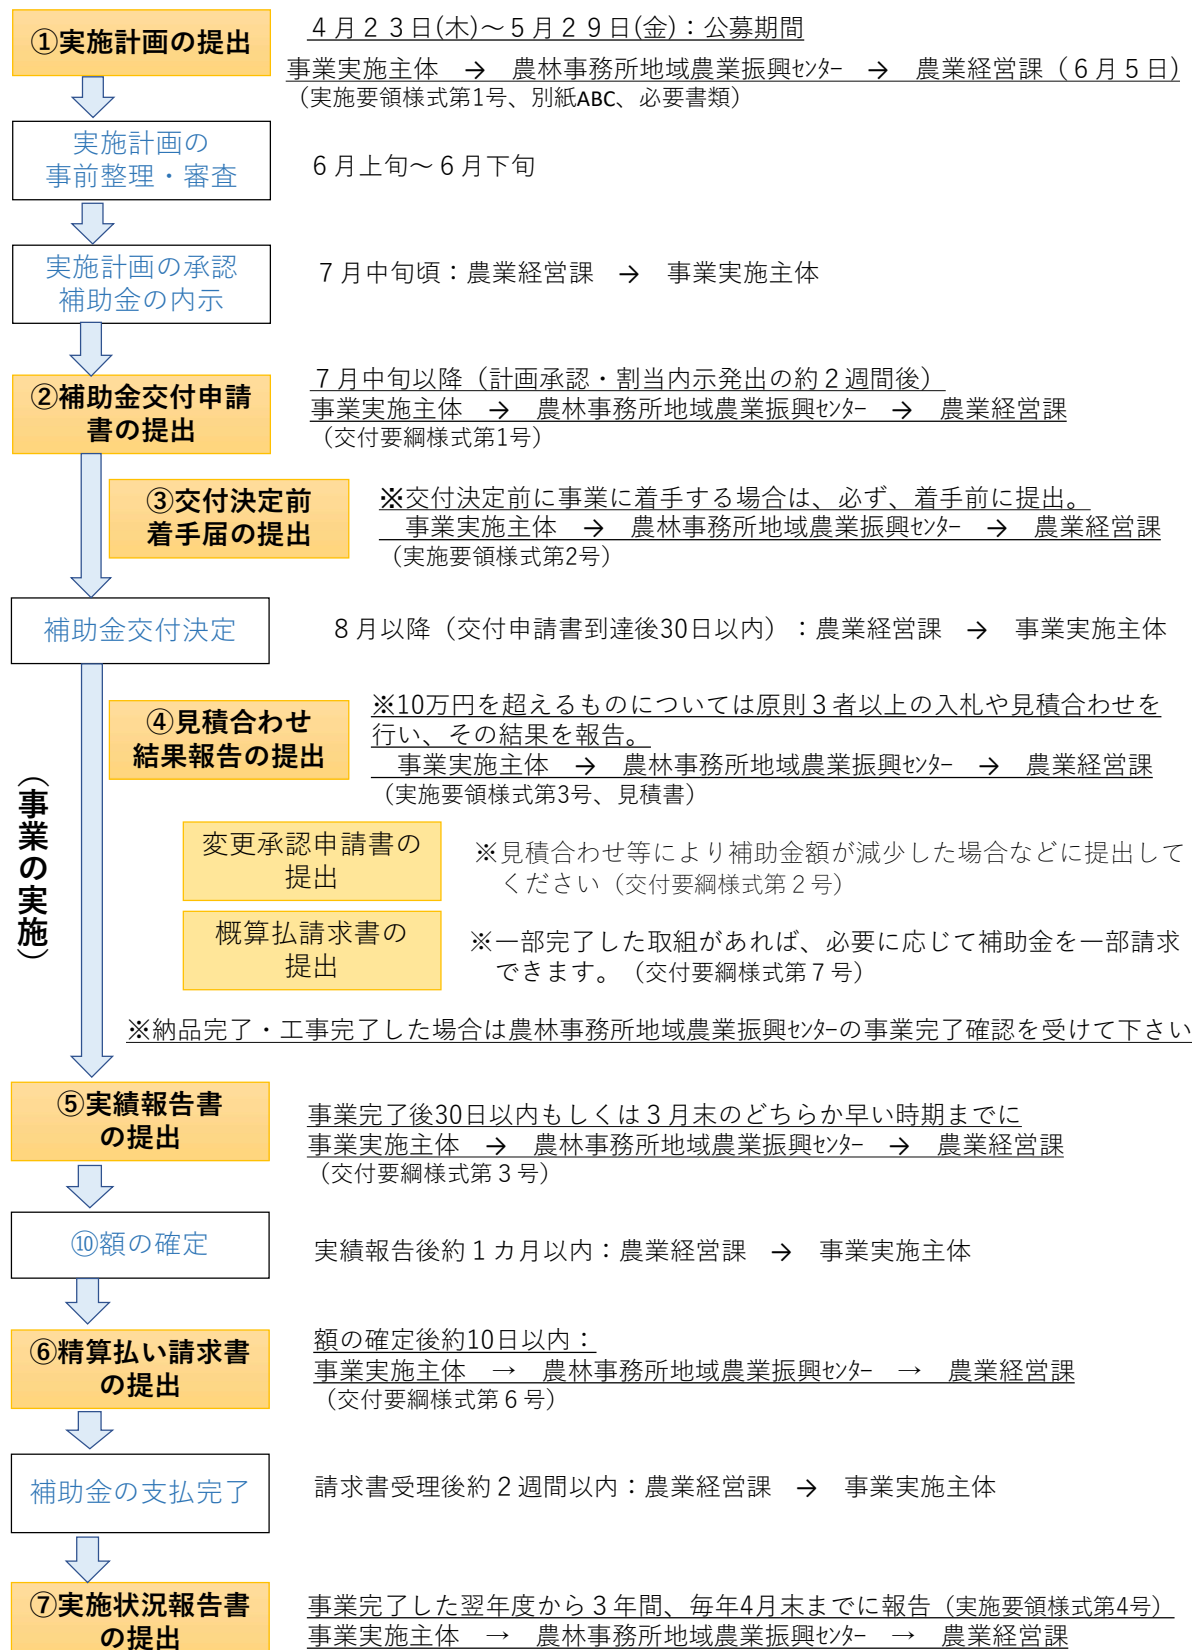 ①実施計画の提出
４月２３日(木)～５月２９日(金)：公募期間
事業実施主体　→　農林事務所地域農業振興ｾﾝﾀｰ　→　農業経営課（６月５日）
（実施要領様式第1号、別紙ABC、必要書類）
実施計画の
事前整理・審査
６月上旬～６月下旬
実施計画の承認
補助金の内示
７月中旬頃：農業経営課　→　事業実施主体
②補助金交付申請
書の提出
７月中旬以降（計画承認・割当内示発出の約２週間後）
事業実施主体　→　農林事務所地域農業振興ｾﾝﾀｰ　→　農業経営課
（交付要綱様式第1号）
③交付決定前
着手届の提出
※交付決定前に事業に着手する場合は、必ず、着手前に提出。
事業実施主体　→　農林事務所地域農業振興ｾﾝﾀｰ　→　農業経営課
（実施要領様式第2号）
補助金交付決定
８月以降（交付申請書到達後30日以内）：農業経営課　→　事業実施主体
（事業の実施）
④見積合わせ
結果報告の提出
※10万円を超えるものについては原則３者以上の入札や見積合わせを
行い、その結果を報告。
事業実施主体　→　農林事務所地域農業振興ｾﾝﾀｰ　→　農業経営課
（実施要領様式第3号、見積書）
変更承認申請書の
提出
※見積合わせ等により補助金額が減少した場合などに提出して
ください（交付要綱様式第２号）
概算払請求書の
提出
※一部完了した取組があれば、必要に応じて補助金を一部請求
できます。（交付要綱様式第７号）
※納品完了・工事完了した場合は農林事務所地域農業振興ｾﾝﾀｰの事業完了確認を受けて下さい
⑤実績報告書
の提出
事業完了後30日以内もしくは３月末のどちらか早い時期までに
事業実施主体　→　農林事務所地域農業振興ｾﾝﾀｰ　→　農業経営課
（交付要綱様式第３号）
⑩額の確定
実績報告後約１カ月以内：農業経営課　→　事業実施主体
⑥精算払い請求書
の提出
額の確定後約10日以内：
事業実施主体　→　農林事務所地域農業振興ｾﾝﾀｰ　→　農業経営課
（交付要綱様式第６号）
補助金の支払完了
請求書受理後約２週間以内：農業経営課　→　事業実施主体
⑦実施状況報告書
の提出
事業完了した翌年度から３年間、毎年4月末までに報告（実施要領様式第4号）
事業実施主体　→　農林事務所地域農業振興ｾﾝﾀｰ　→　農業経営課